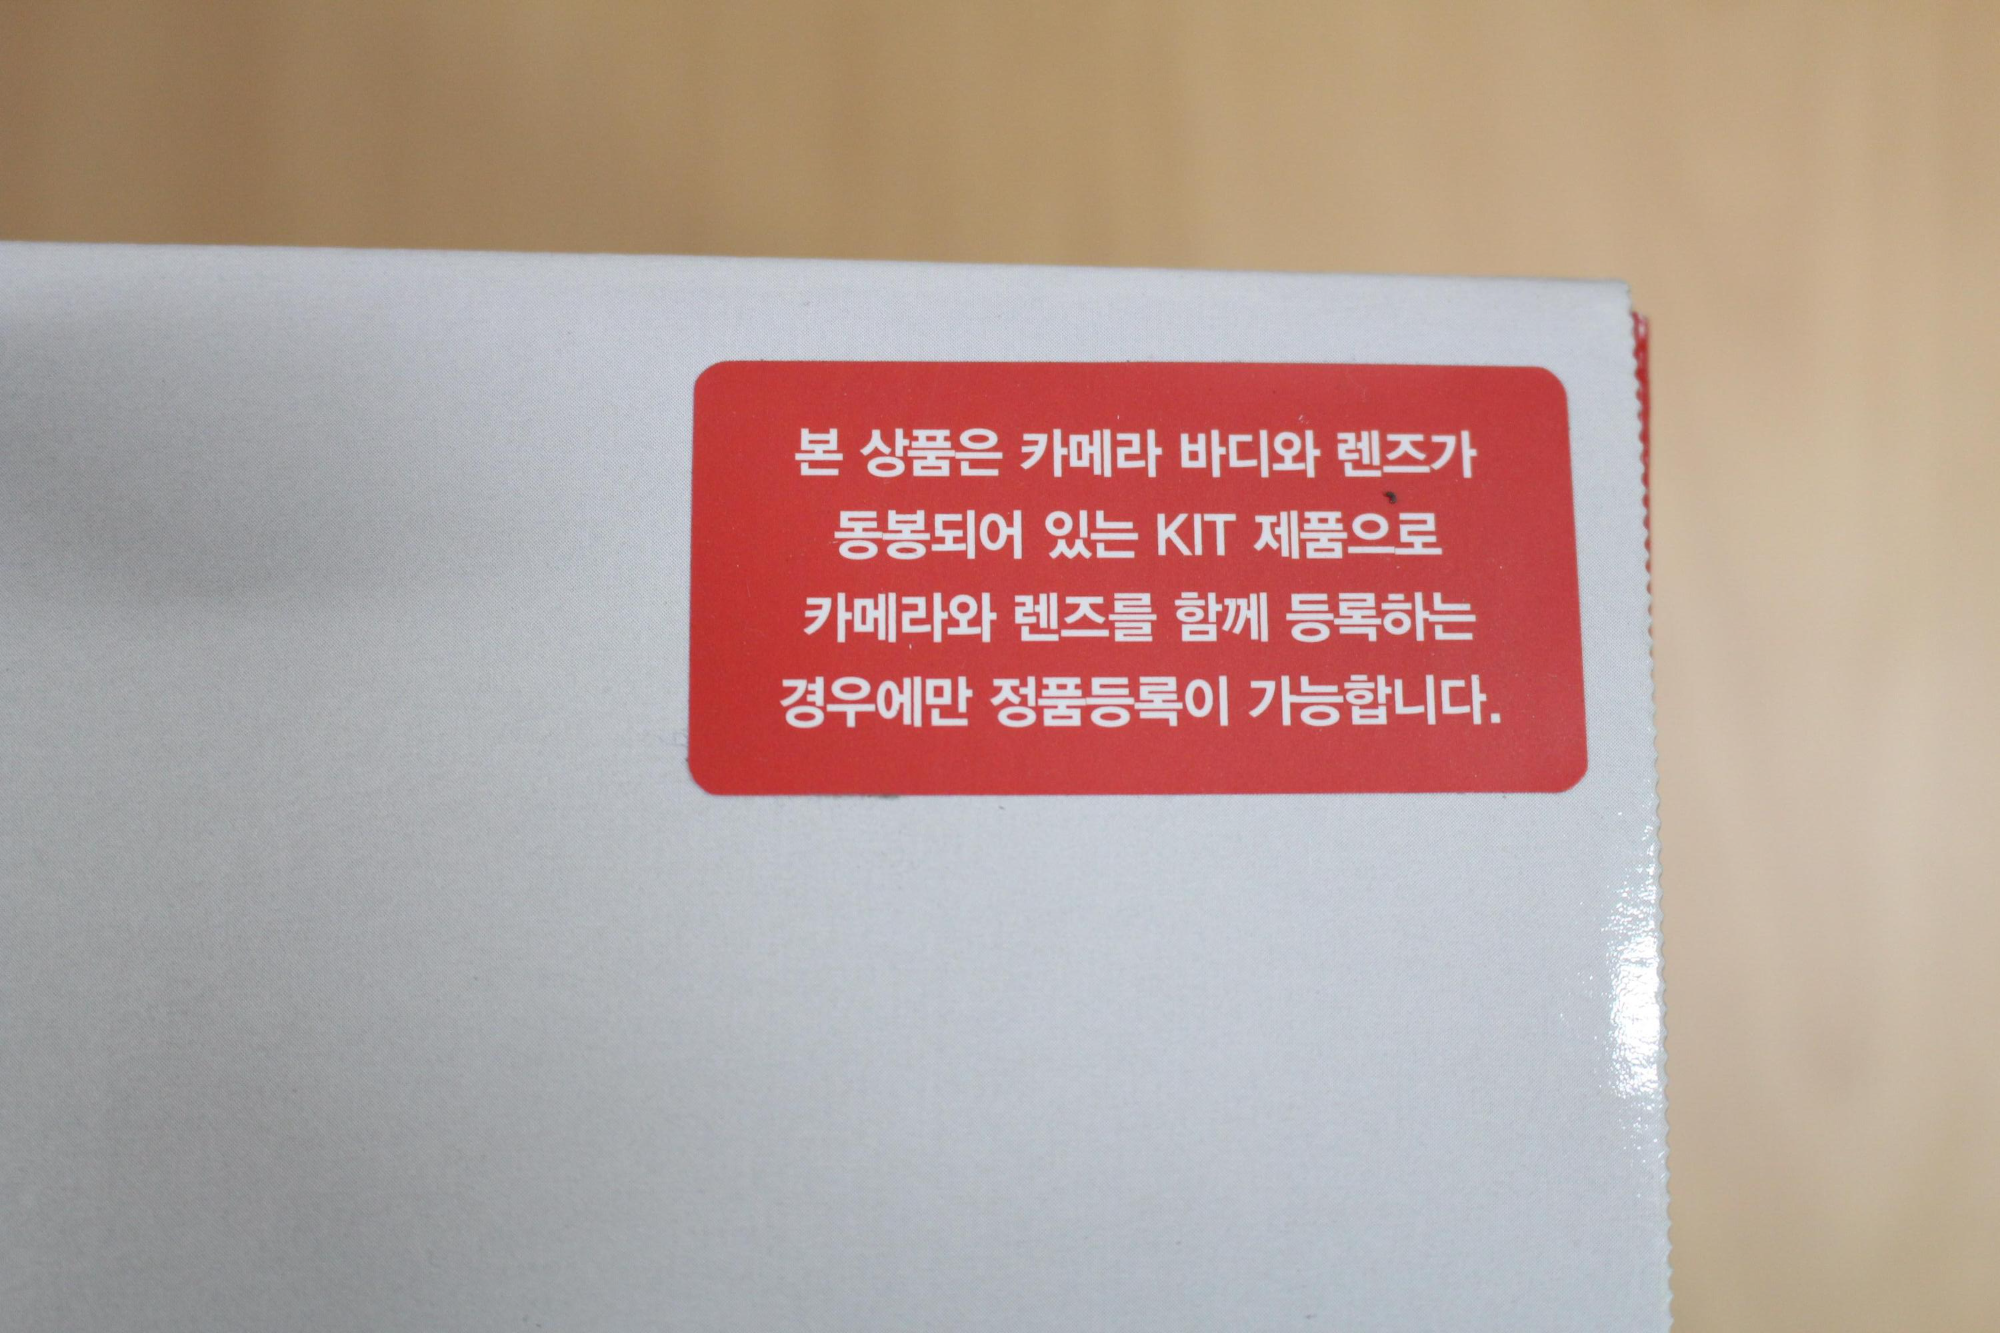 본 상품은 카메라 바디와 렌즈가
동봉되어 있는 KIT 제품으로
카메라와 렌즈를 함께 등록하는
경우에만 정품등록이 가능합니다.